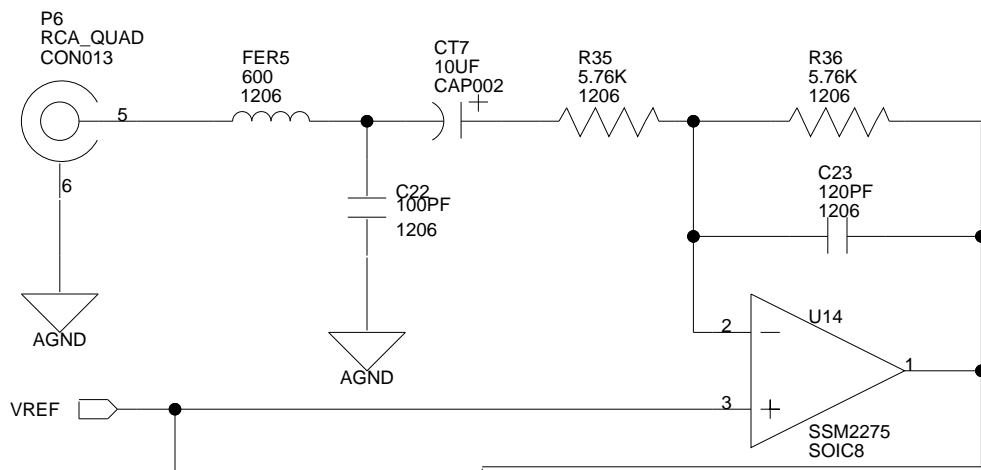 P6
RCA_QUAD
CON013
5
6
AGND
FER5
600
1206
C22
100PF
1206
AGND
CT7
10UF
CAP002
+
R35
5.76K
1206
R36
5.76K
1206
C23
120PF
1206
2
3
1
U14
SSM2275
SOIC8
VREF